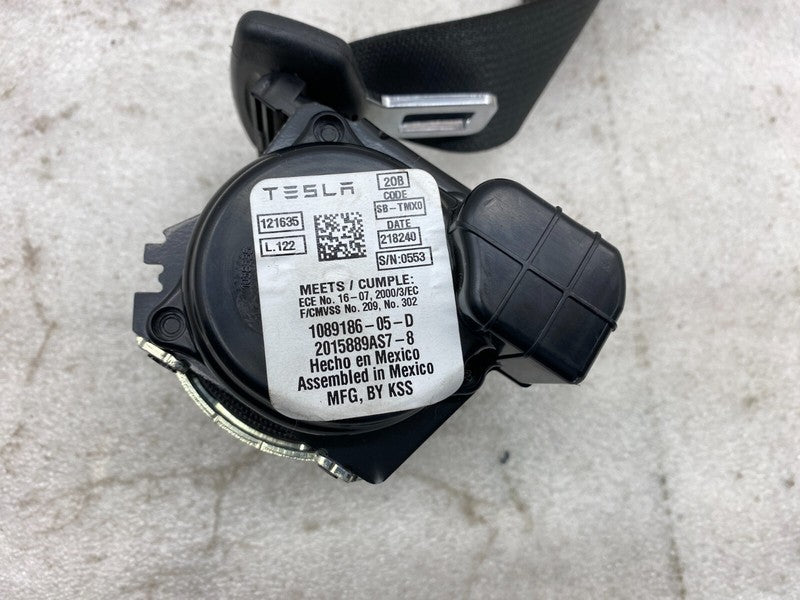 TESLA
20B
CODE
121635
SB-TMX0
DATE
L.122
218240
S/N:0553
MEETS / CUMPLE:
ECE No. 16-07, 2000/3/EC
F/CMVSS No. 209, No. 302
1089186-05-D
2015889AS7-8
Hecho en Mexico
Assembled in Mexico
MFG, BY KSS